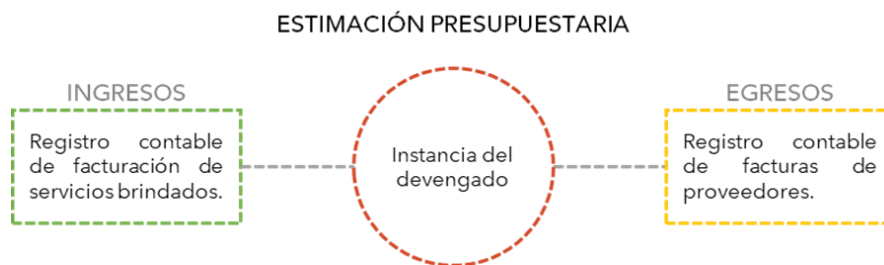 ESTIMACIÓN PRESUPUESTARIA
INGRESOS
Registro contable
de facturación de
servicios brindados.
Instancia del
devengado
EGRESOS
Registro contable
de facturas de
proveedores.